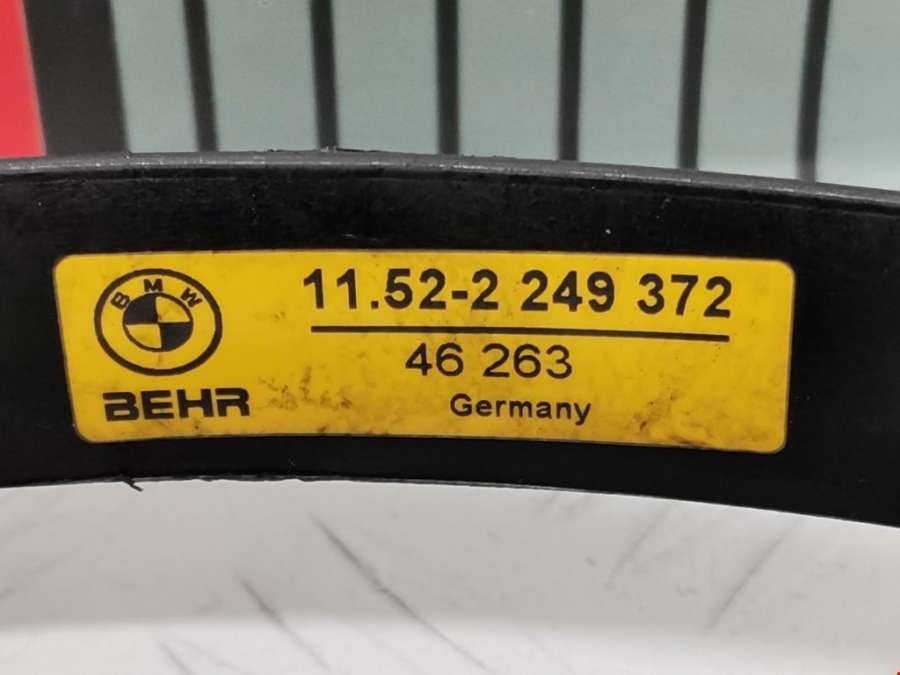 BMW
11.52-2 249 372
46 263
BEHR
Germany